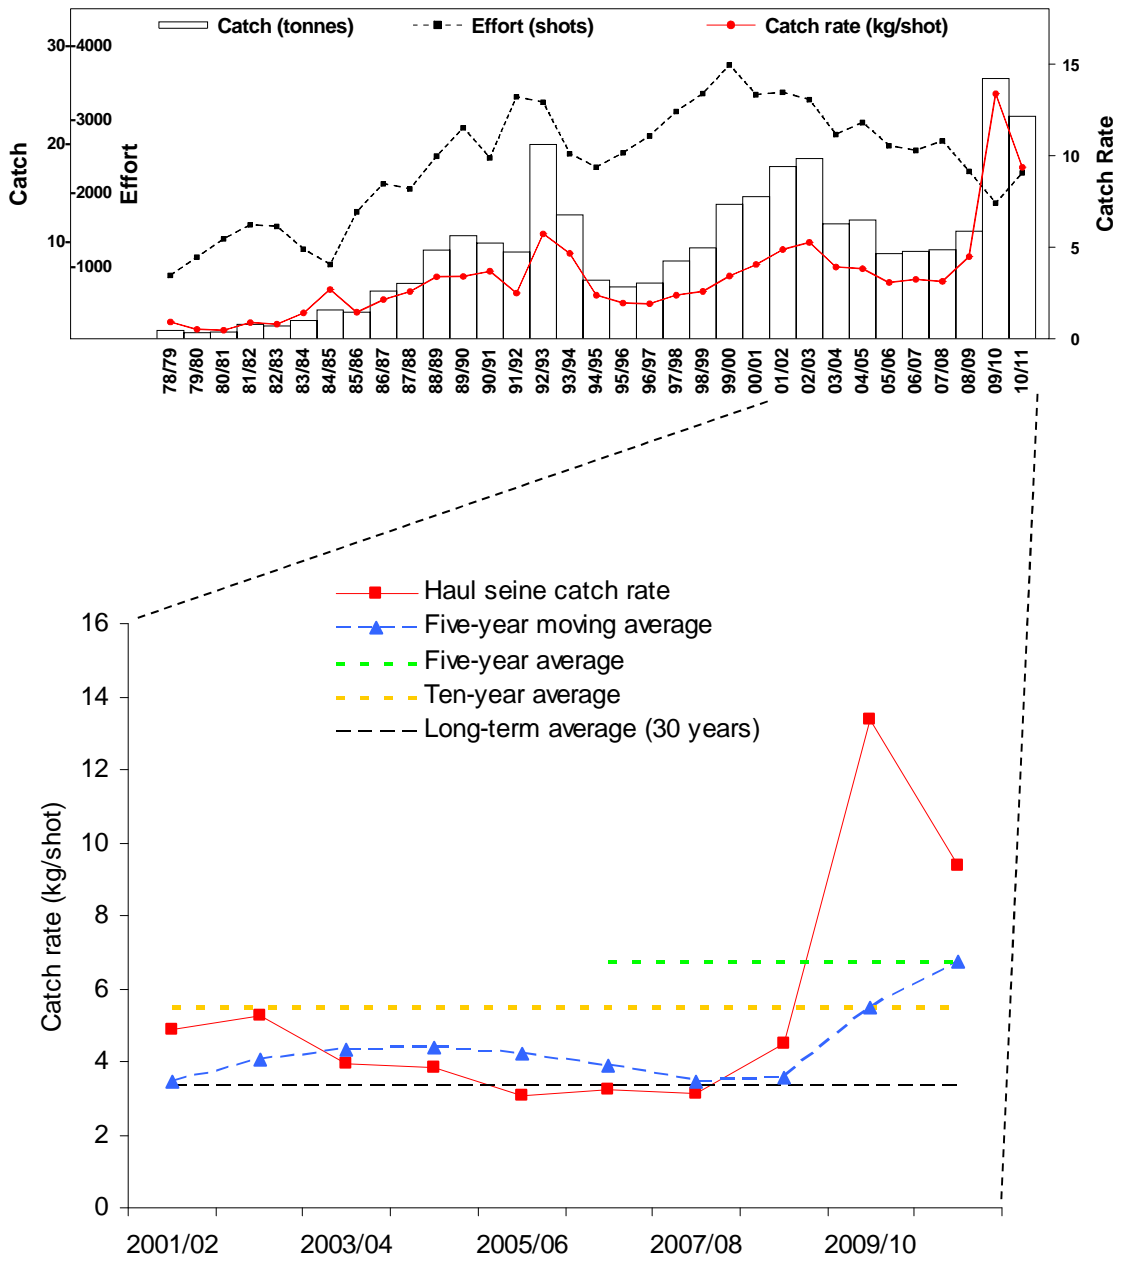 Catch (tonnes) Effort (shots) Catch rate (kg/shot)
30 4000
15
3000
20
10
2000
10
5
1000
0
Catch
Effort
Catch Rate
78/79 79/80 80/81 81/82 82/83 83/84 84/85 85/86 86/87 87/88 88/89 89/90 90/91 91/92 92/93 93/94 94/95 95/96 96/97 97/98 98/99 99/00 00/01 01/02 02/03 03/04 04/05 05/06 06/07 07/08 08/09 09/10 10/11
Haul seine catch rate
Five-year moving average
Five-year average
Ten-year average
Long-term average (30 years)
16
14
12
10
8
6
4
2
0
Catch rate (kg/shot)
2001/02 2003/04 2005/06 2007/08 2009/10